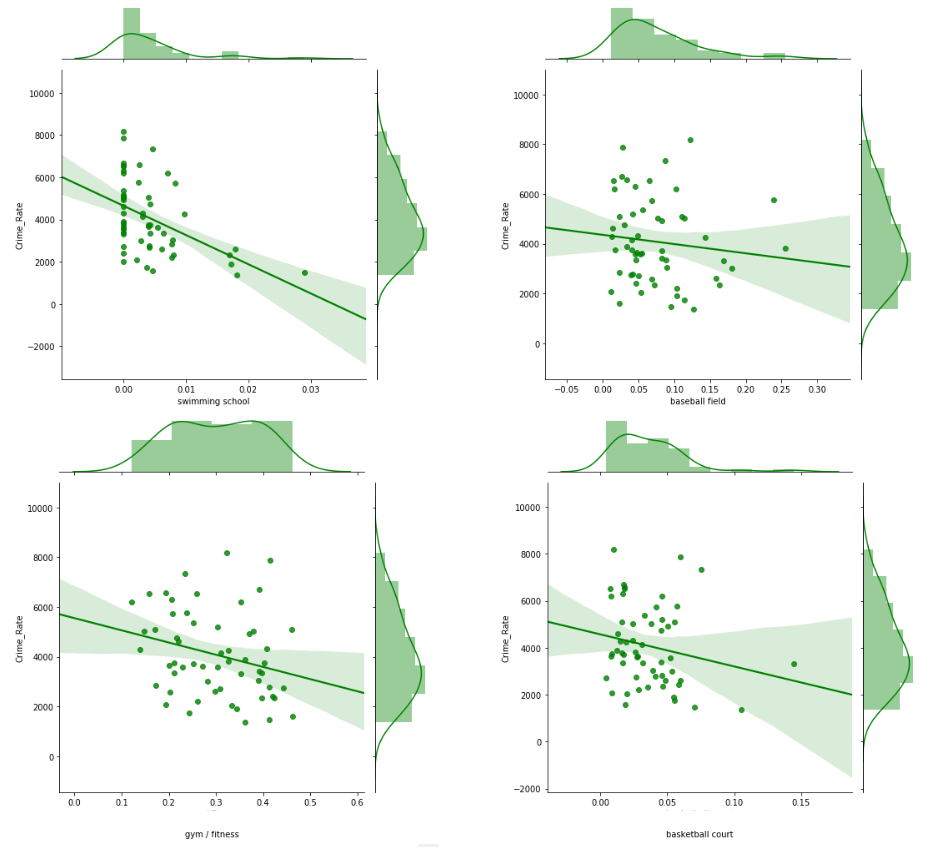 10000
8000
6000
4000
2000
0
−2000
Crime_Rate
0.00 0.01 0.02 0.03
swimming school
10000
8000
6000
4000
2000
0
Crime_Rate
−0.05 0.00 0.05 0.10 0.15 0.20 0.25 0.30
baseball field
10000
8000
6000
4000
2000
0
Crime_Rate
0.0 0.1 0.2 0.3 0.4 0.5 0.6
gym / fitness
10000
8000
6000
4000
2000
0
−2000
Crime_Rate
0.00 0.05 0.10 0.15
basketball court